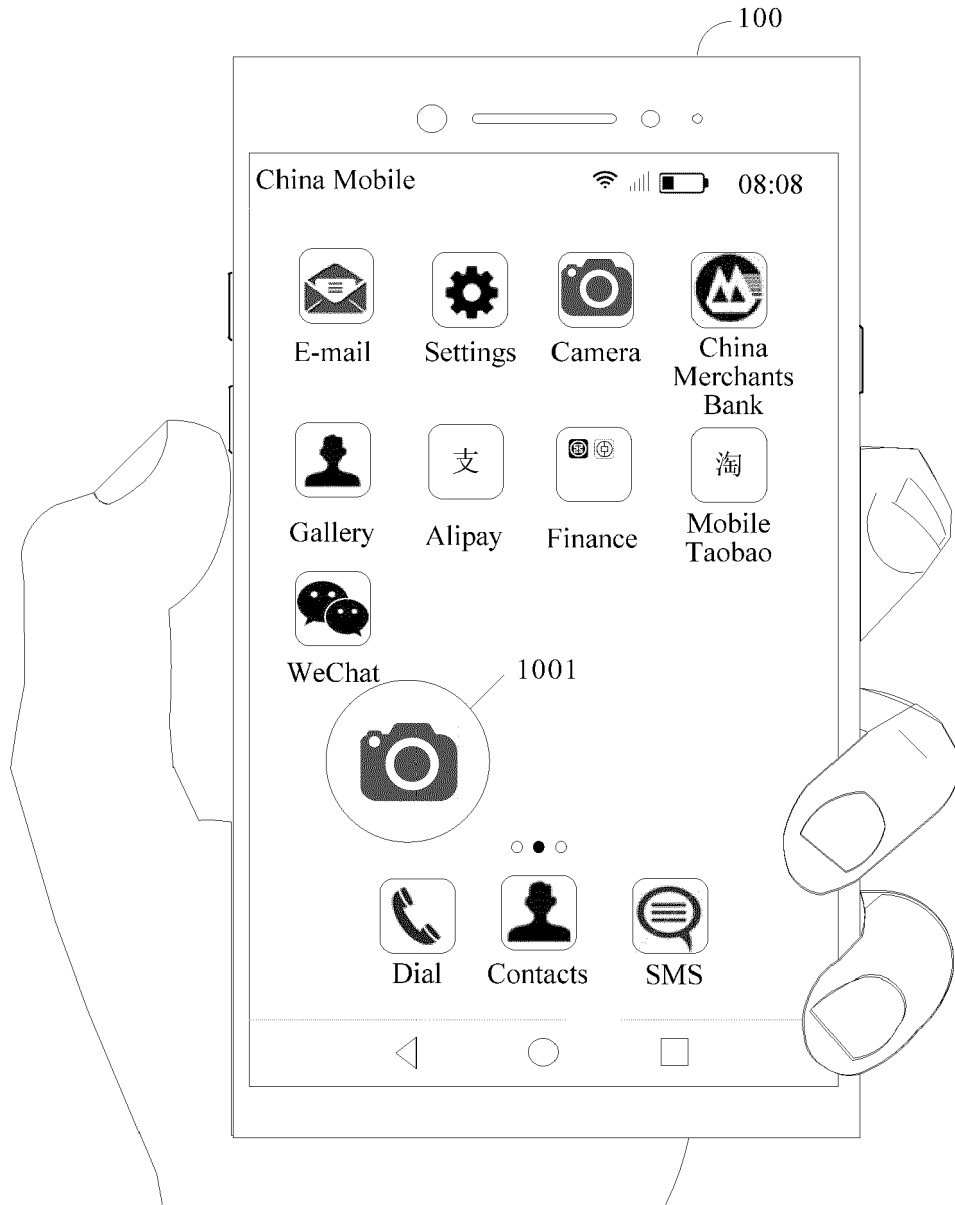 100
China Mobile
08:08
E-mail
Settings
Camera
China
Merchants
Bank
支
淘
Gallery
Alipay
Finance
Mobile
Taobao
WeChat
1001
Dial
Contacts
SMS